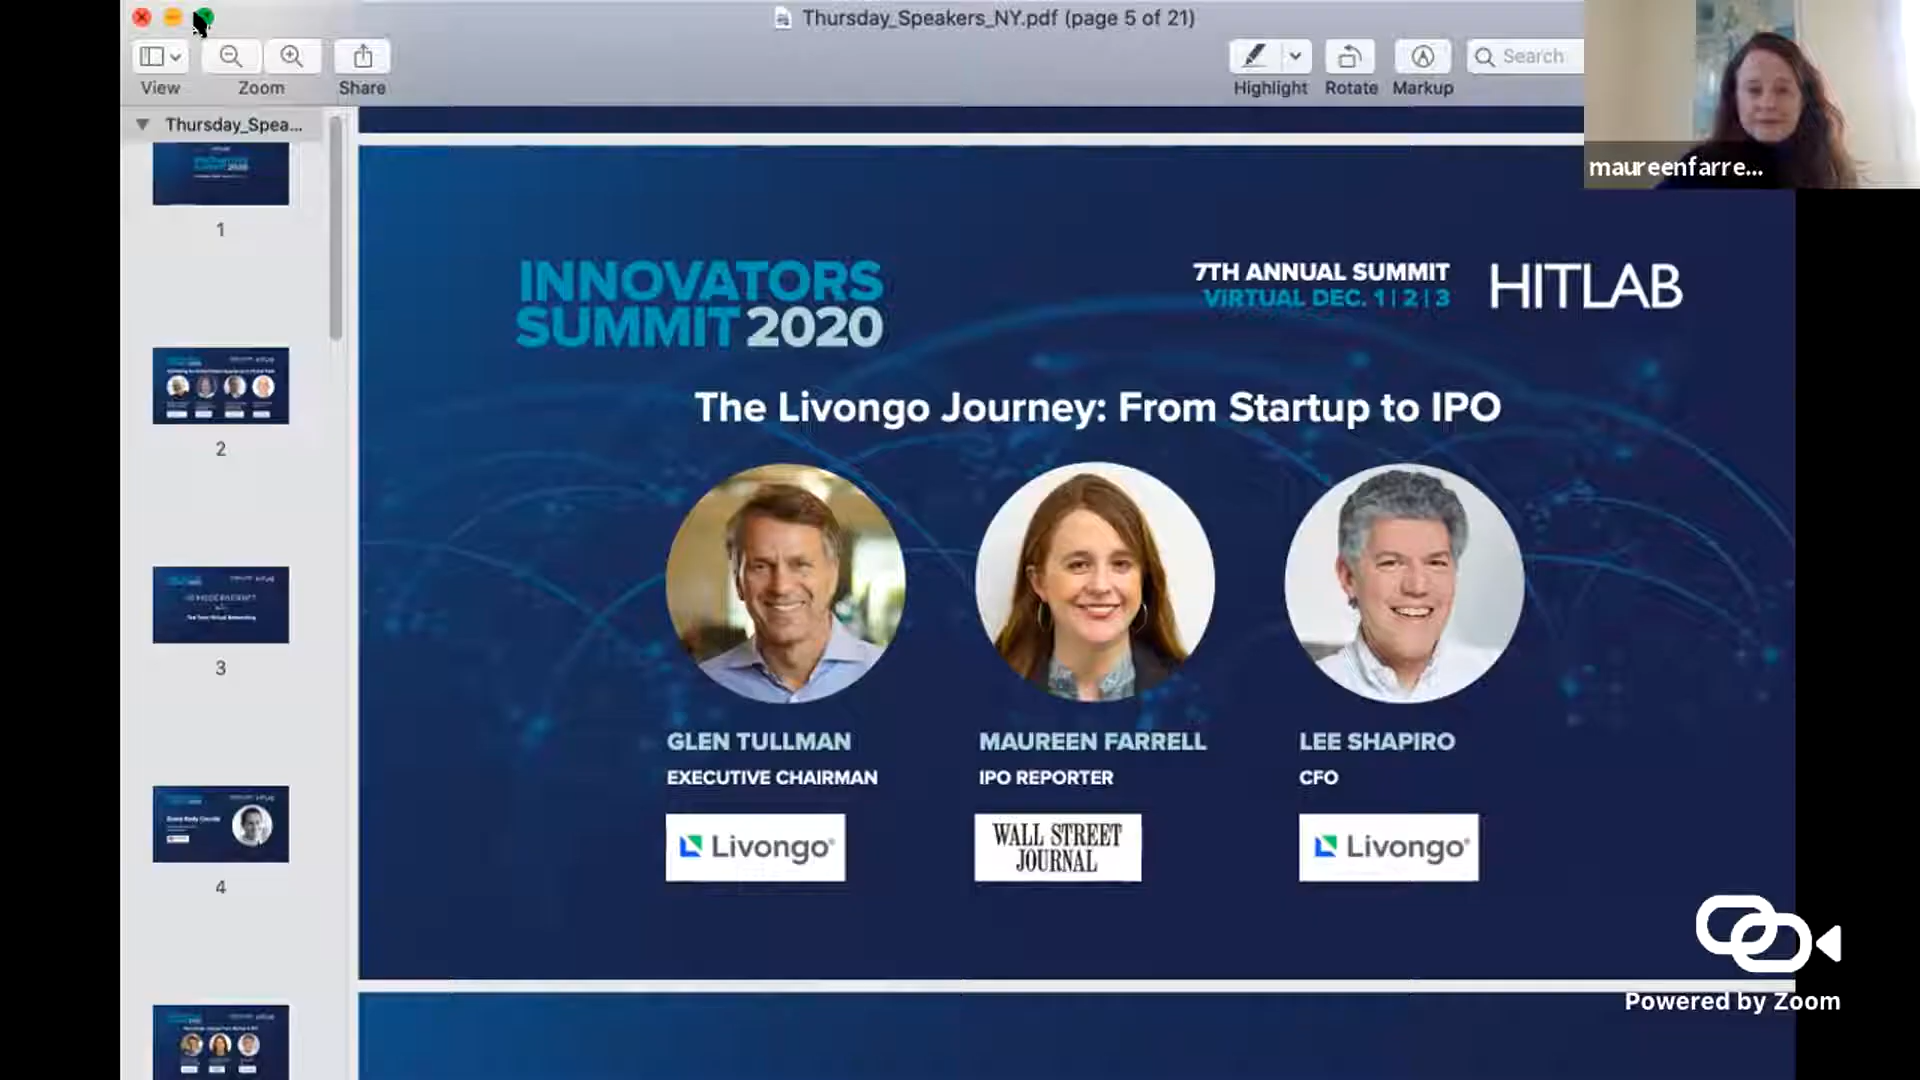 Thursday_Speakers_NY.pdf (page 5 of 21)
View
Zoom
Share
Highlight
Rotate
Markup
Search
maureenfarre...
Thursday_Spea...
1
2
3
4
INNOVATORS
SUMMIT 2020
7TH ANNUAL SUMMIT
VIRTUAL DEC. 1 | 2 | 3
HITLAB
The Livongo Journey: From Startup to IPO
GLEN TULLMAN
EXECUTIVE CHAIRMAN
Livongo®
MAUREEN FARRELL
IPO REPORTER
WALL STREET
JOURNAL
LEE SHAPIRO
CFO
Livongo®
Powered by Zoom